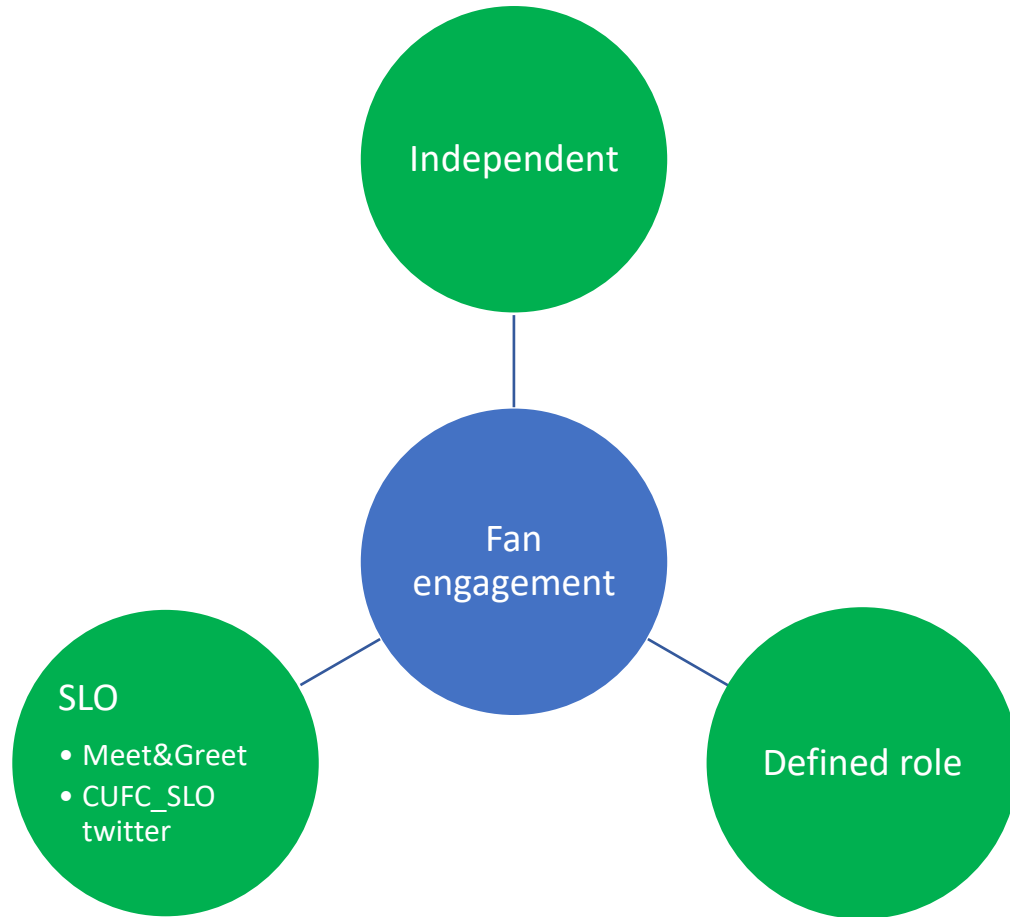 Independent
Fan
engagement
SLO
• Meet&Greet
• CUFC_SLO
twitter
Defined role